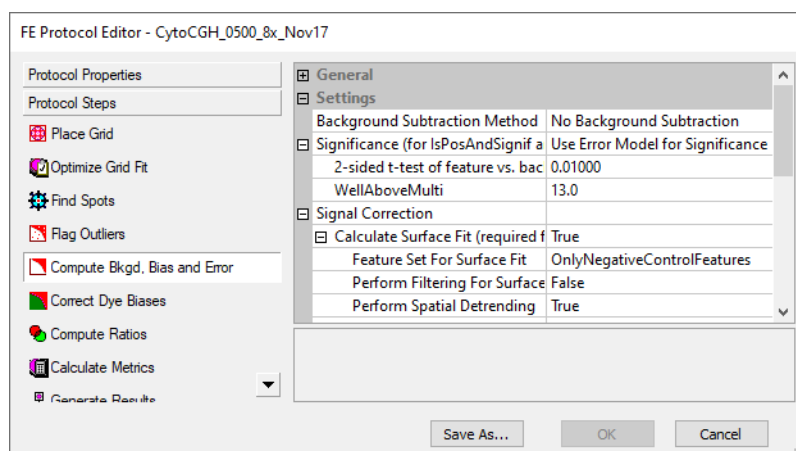 FE Protocol Editor - CytoCGH_0500_8x_Nov17
Protocol Properties
Protocol Steps
Place Grid
Optimize Grid Fit
Find Spots
Flag Outliers
Compute Bkgd, Bias and Error
Correct Dye Biases
Compute Ratios
Calculate Metrics
Generate Results
General
Settings
Background Subtraction Method No Background Subtraction
Significance (for IsPosAndSignif a Use Error Model for Significance
2-sided t-test of feature vs. bac 0.01000
WellAboveMulti 13.0
Signal Correction
Calculate Surface Fit (required f True
Feature Set For Surface Fit OnlyNegativeControlFeatures
Perform Filtering For Surface False
Perform Spatial Detrending True
Save As... OK Cancel